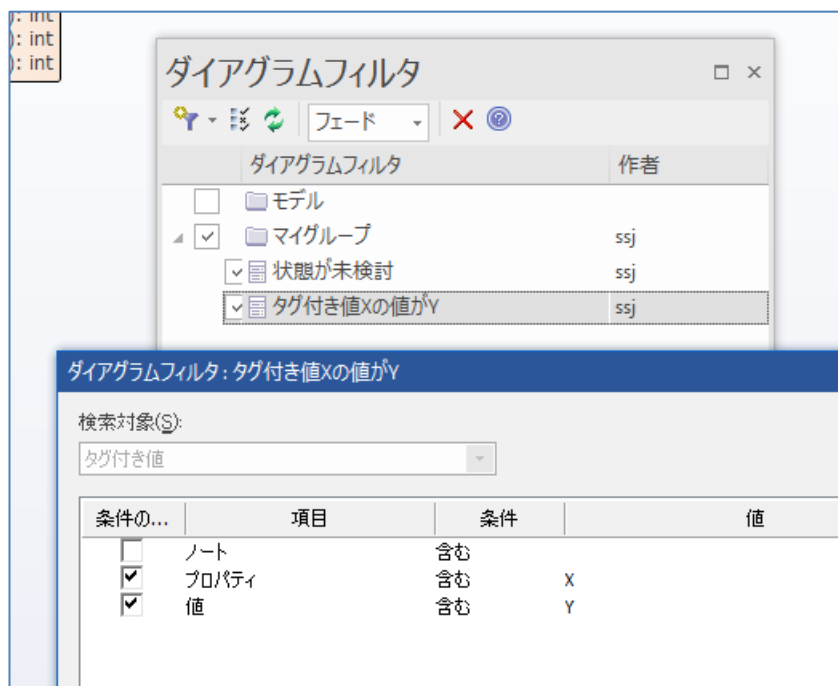 ): int
): int
): int
ダイアグラムフィルタ
フェード
ダイアグラムフィルタ 作者
モデル
マイグループ ssj
状態が未検討 ssj
タグ付き値Xの値がY ssj
ダイアグラムフィルタ : タグ付き値Xの値がY
検索対象(S):
タグ付き値
条件の... 項目 条件 値
ノート 含む
プロパティ 含む X
値 含む Y